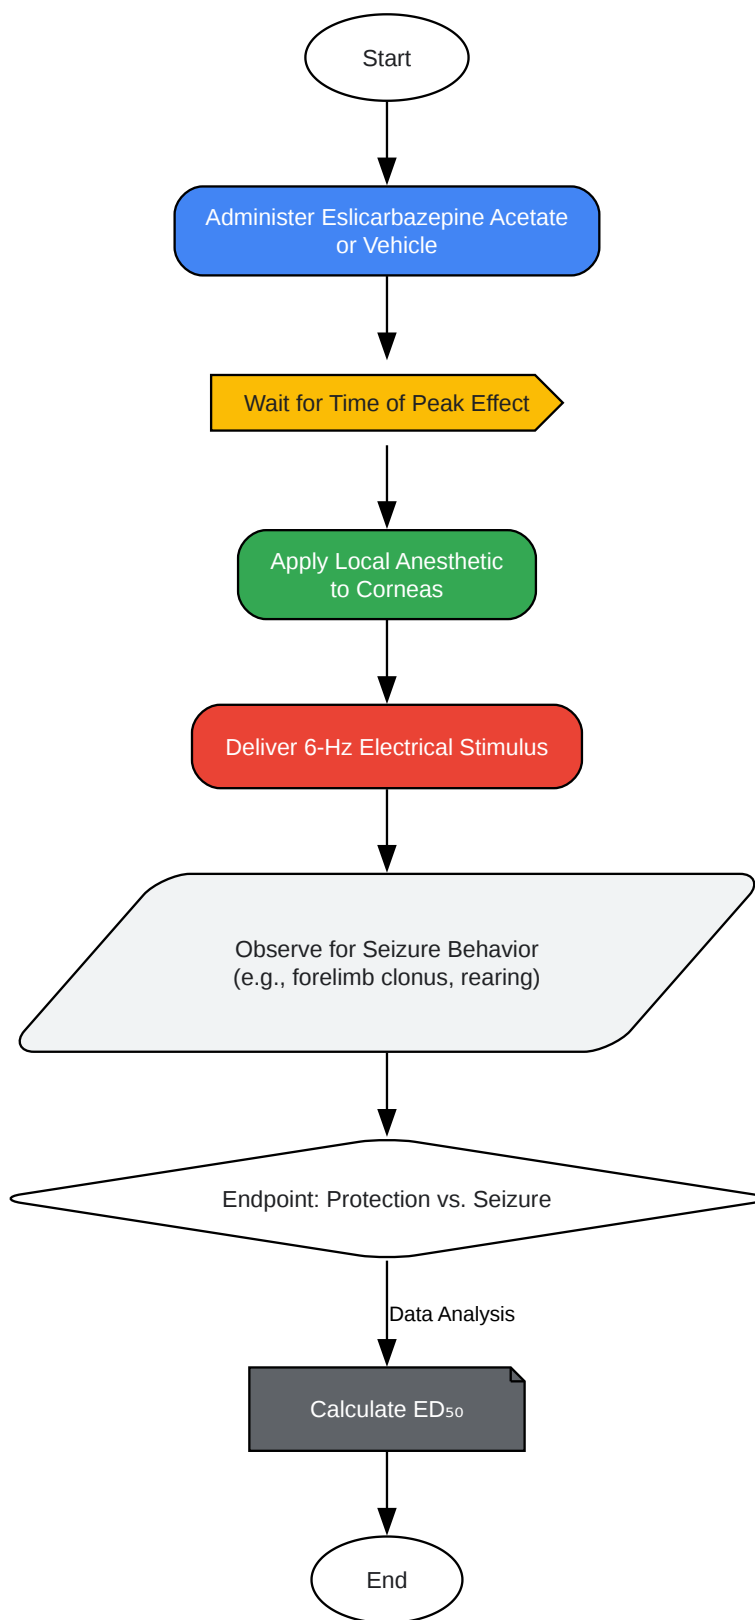 Start
Administer Eslicarbazepine Acetate
or Vehicle
Wait for Time of Peak Effect
Apply Local Anesthetic
to Corneas
Deliver 6-Hz Electrical Stimulus
Observe for Seizure Behavior
(e.g., forelimb clonus, rearing)
Endpoint: Protection vs. Seizure
Data Analysis
Calculate ED₅₀
End